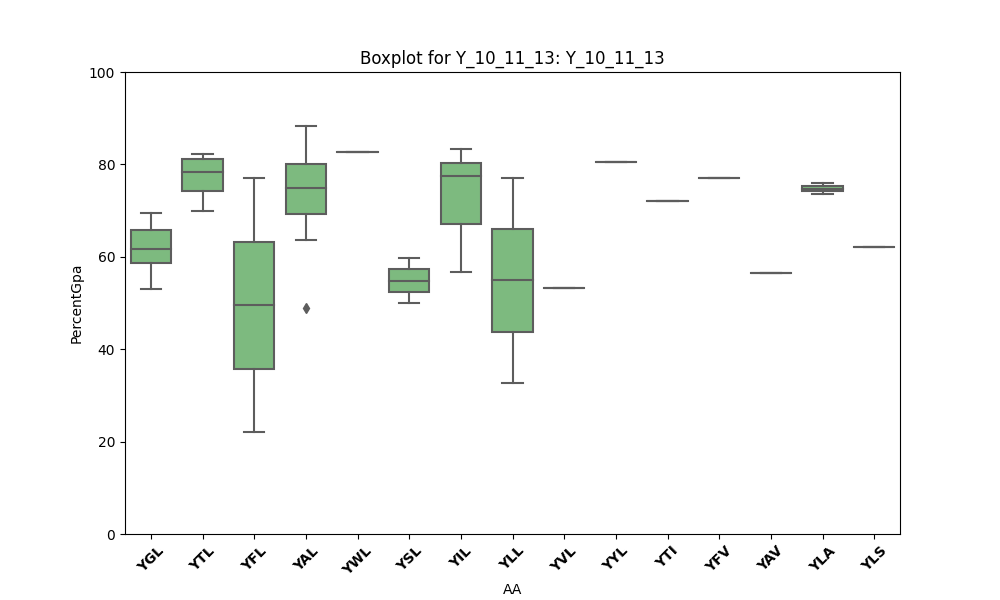 Boxplot for Y_10_11_13: Y_10_11_13
100
80
60
40
20
0
PercentGpa
YGL YTL YFL YAL YWL YSL YIL YLL YVL YYL YTI YFV YAV YLA YLS
AA